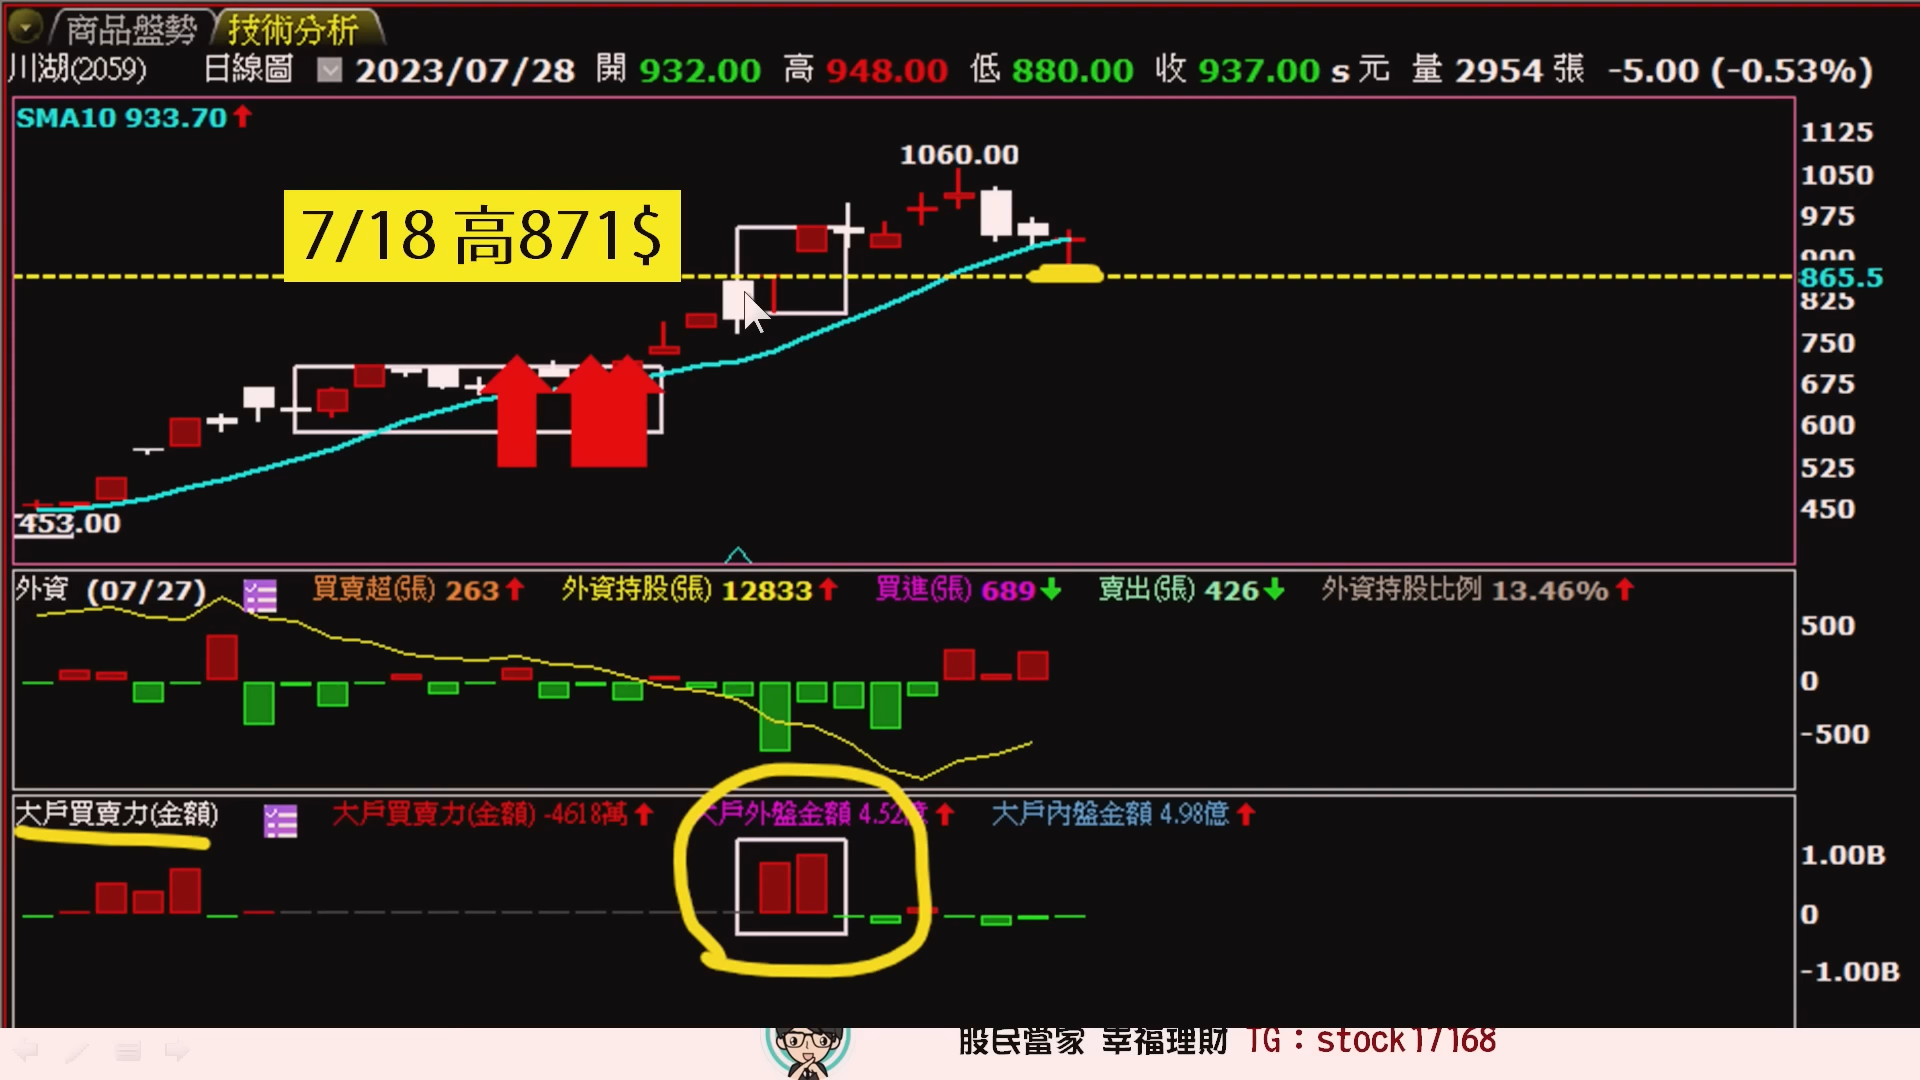 商品盤勢 技術分析
川湖(2059) 日線圖 2023/07/28 開 932.00 高 948.00 低 880.00 收 937.00 s元 量 2954 張 -5.00 (-0.53%)
SMA10 933.70
1125
1060.00
1050
7/18 高871$
975
900
865.5
825
750
675
600
525
450
453.00
外資 (07/27) 買賣超(張) 263 外資持股(張) 12833 買進(張) 689 賣出(張) 426 外資持股比例 13.46%
500
0
-500
大戶買賣力(金額) 大戶買賣力(金額) -4618萬 大戶外盤金額 4.52億 大戶內盤金額 4.98億
1.00B
0
-1.00B
股民當家 幸福理財 TG：stock17168